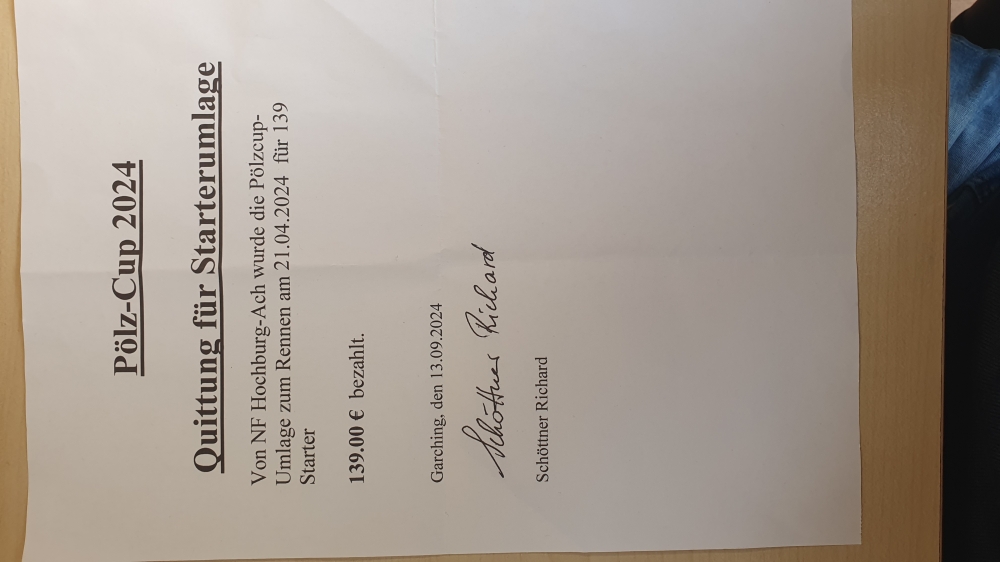 Pölz-Cup 2024
Quittung für Starterumlage
Von NF Hochburg-Ach wurde die Pölzcup-
Umlage zum Rennen am 21.04.2024 für 139
Starter
139.00 € bezahlt.
Garching, den 13.09.2024
Schöttner Richard
Schöttner Richard